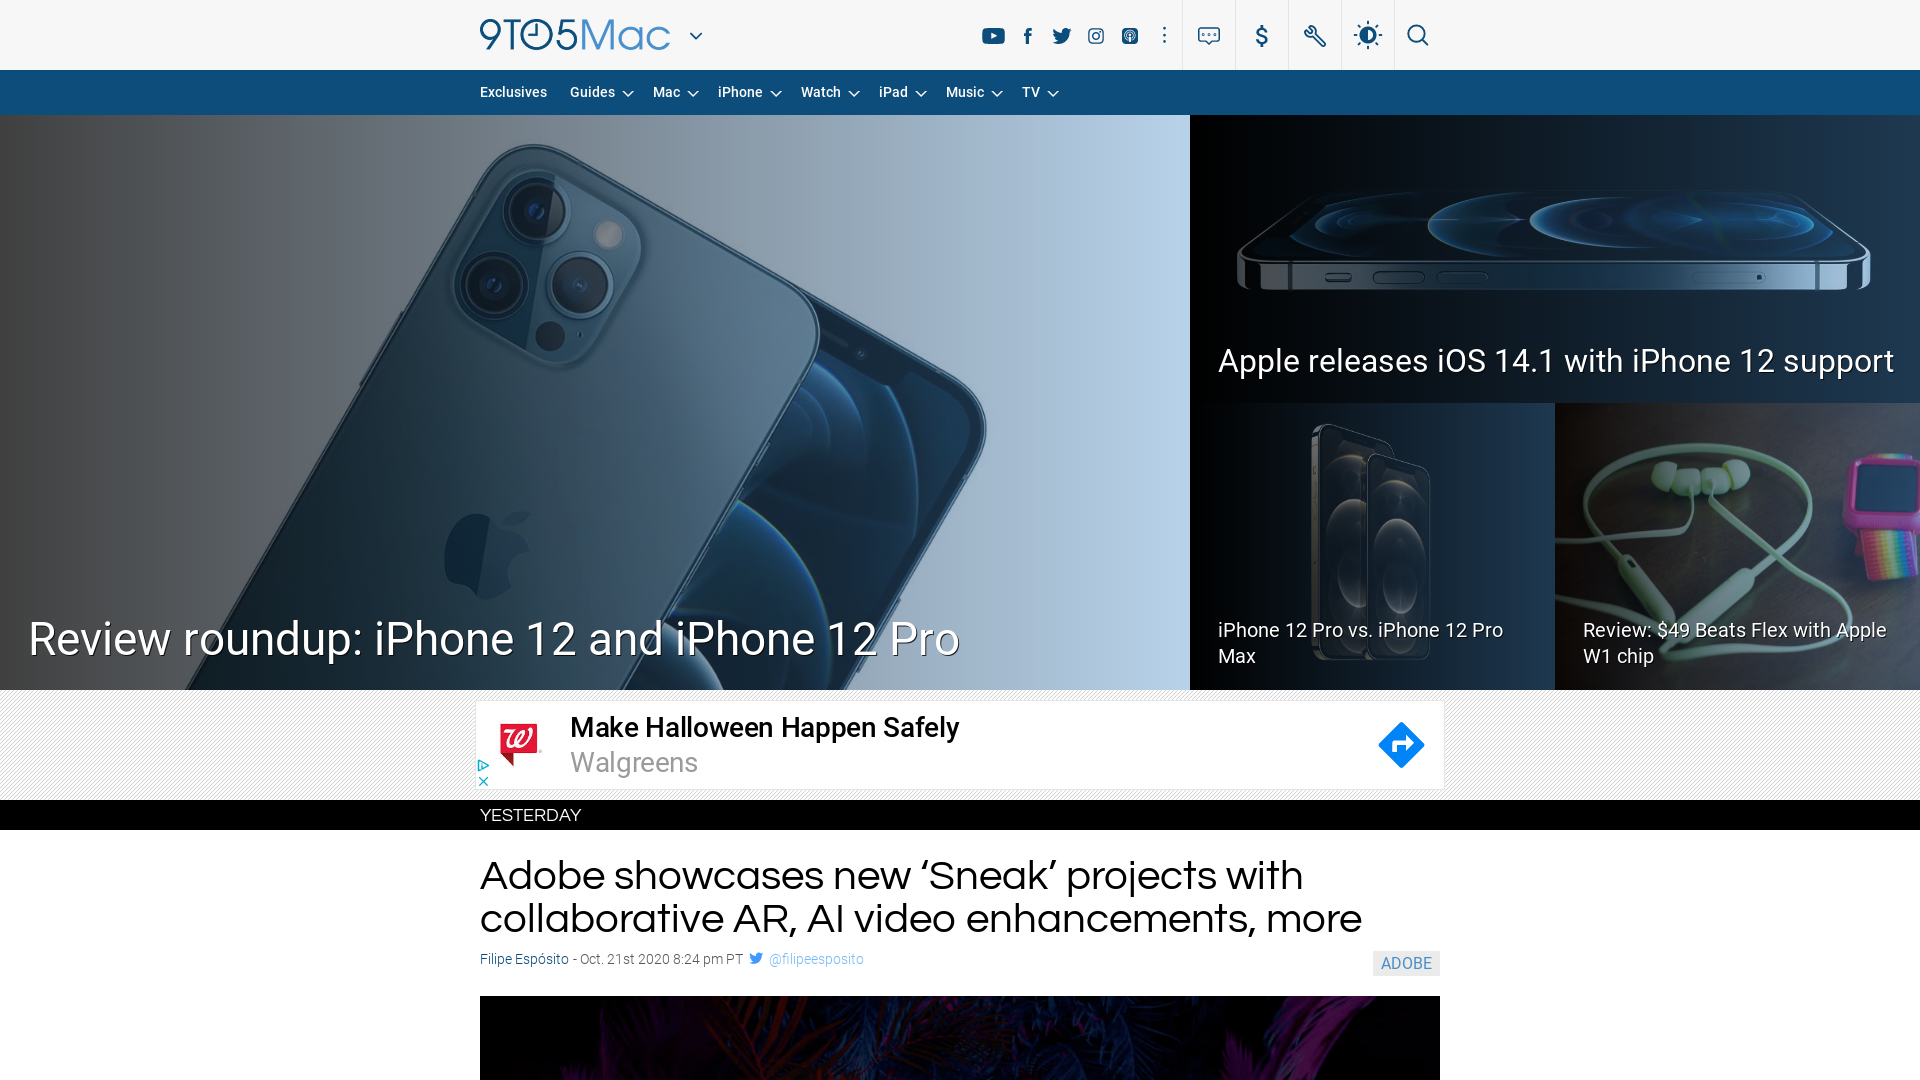 9TO5Mac
Exclusives Guides Mac iPhone Watch iPad Music TV
Review roundup: iPhone 12 and iPhone 12 Pro
Apple releases iOS 14.1 with iPhone 12 support
iPhone 12 Pro vs. iPhone 12 Pro
Max
Review: $49 Beats Flex with Apple
W1 chip
Make Halloween Happen Safely
Walgreens
YESTERDAY
Adobe showcases new ‘Sneak’ projects with
collaborative AR, AI video enhancements, more
Filipe Espósito - Oct. 21st 2020 8:24 pm PT @filipeesposito
ADOBE